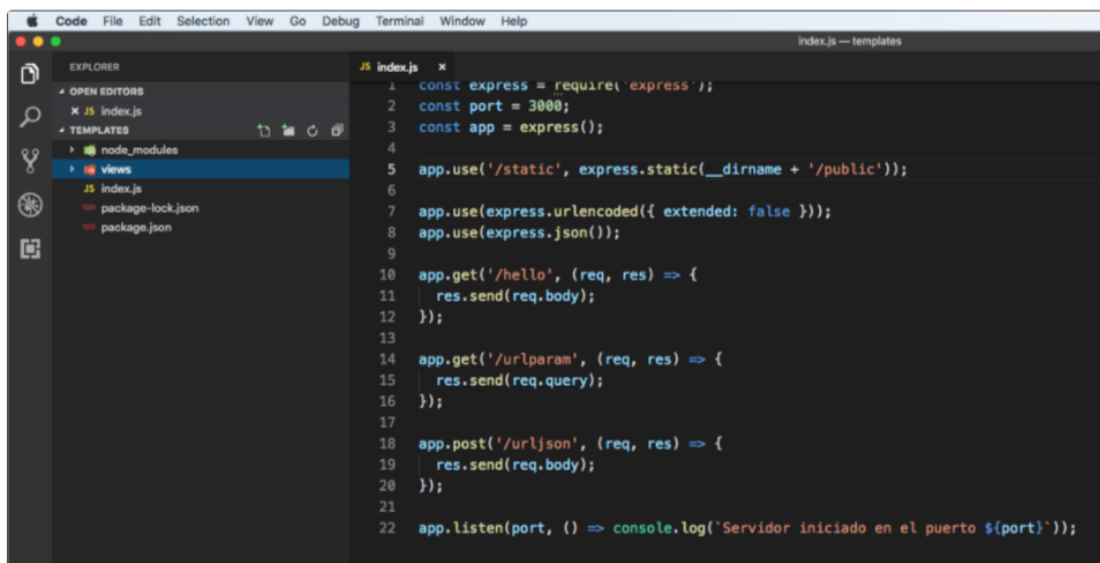 Code File Edit Selection View Go Debug Terminal Window Help
index.js — templates
EXPLORER
OPEN EDITORS
JS index.js
TEMPLATES
node_modules
views
JS index.js
package-lock.json
package.json
JS index.js ×
1 const express = require('express');
2 const port = 3000;
3 const app = express();
4
5 app.use('/static', express.static(__dirname + '/public'));
6
7 app.use(express.urlencoded({ extended: false }));
8 app.use(express.json());
9
10 app.get('/hello', (req, res) => {
11 res.send(req.body);
12 });
13
14 app.get('/urlparam', (req, res) => {
15 res.send(req.query);
16 });
17
18 app.post('/urljson', (req, res) => {
19 res.send(req.body);
20 });
21
22 app.listen(port, () => console.log(`Servidor iniciado en el puerto ${port}`));